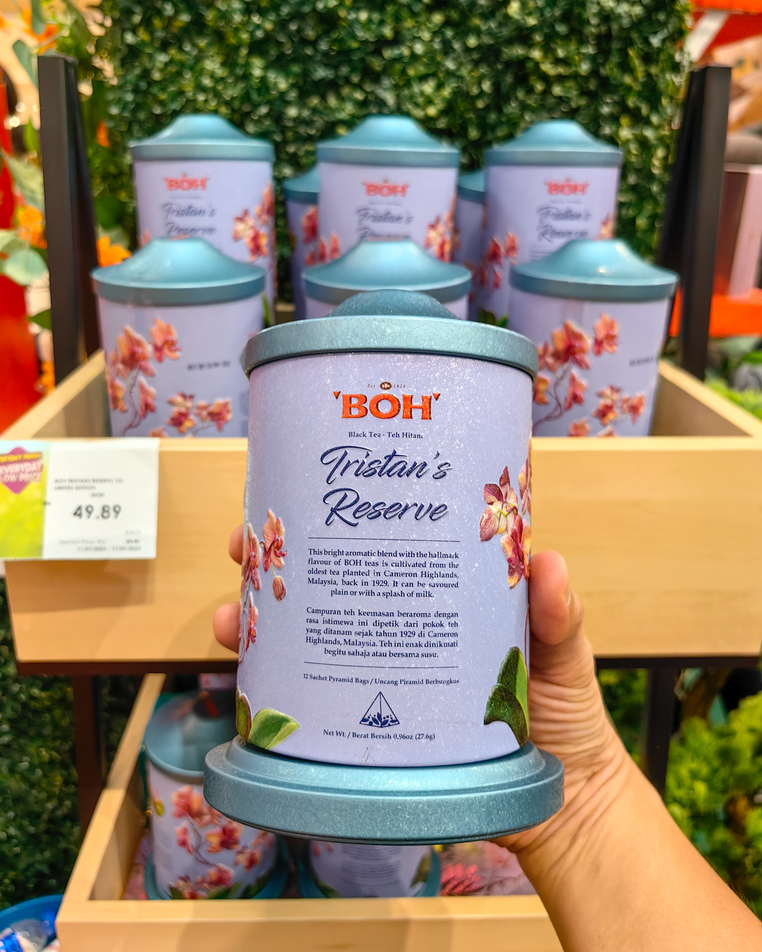 'BOH'
Tristan's
'BOH'
Tristan's
'BOH'
Tristan's
Est 1929
'BOH'
Black Tea · Teh Hitam
Tristan's
Reserve
This bright aromatic blend with the hallmark
flavour of BOH teas is cultivated from the
oldest tea planted in Cameron Highlands,
Malaysia, back in 1929. It can be savoured
plain or with a splash of milk.
Campuran teh keemasan beraroma dengan
rasa istimewa ini dipetik dari pokok teh
yang ditanam sejak tahun 1929 di Cameron
Highlands, Malaysia. Teh ini enak dinikmati
begitu sahaja atau bersama susu.
12 Sachet Pyramid Bags / Uncang Piramid Berbungkus
Net Wt. / Berat Bersih 0.96oz (27.6g)
EVERYDAY
LOW PRICE
49.89